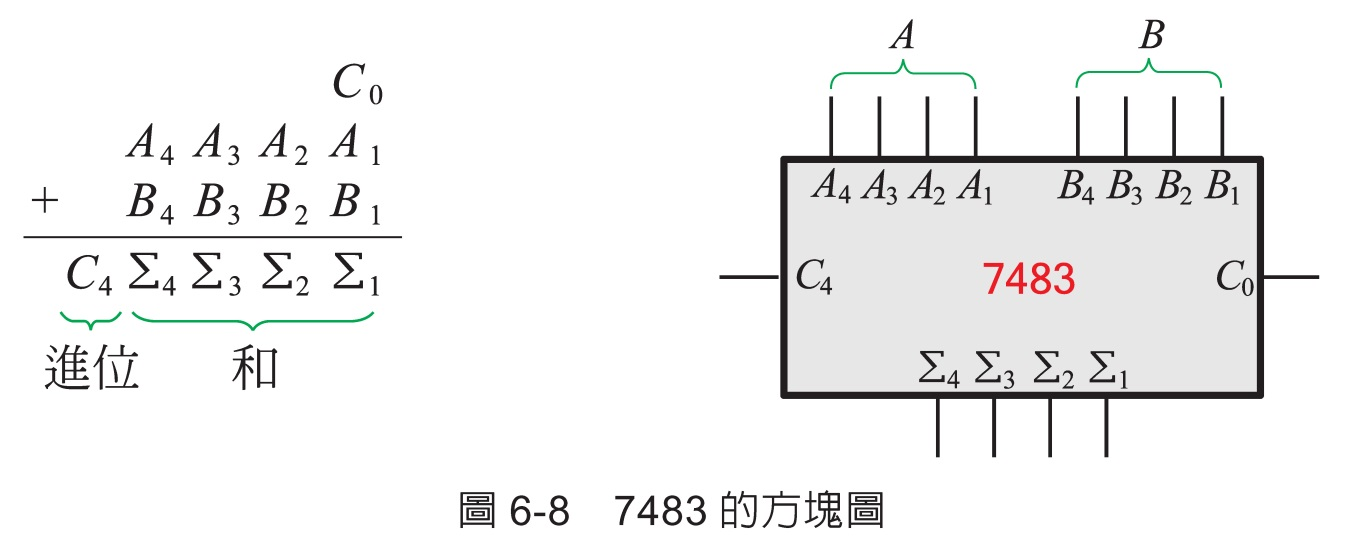 C0
A4 A3 A2 A1
+ B4 B3 B2 B1
C4 Σ4 Σ3 Σ2 Σ1
進位 和
A B
A4 A3 A2 A1 B4 B3 B2 B1
C4 7483 C0
Σ4 Σ3 Σ2 Σ1
圖 6-8 7483 的方塊圖